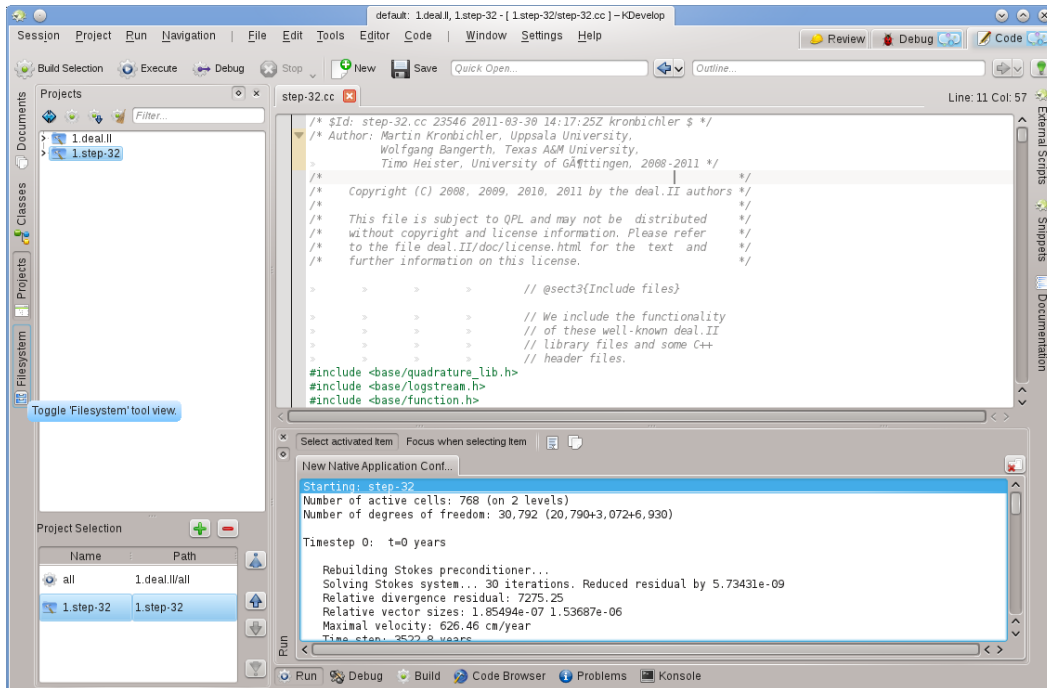 default: 1.deal.II, 1.step-32 - [ 1.step-32/step-32.cc ] – KDevelop
Session Project Run Navigation | File Edit Tools Editor Code | Window Settings Help
Review Debug Code
Build Selection Execute Debug Stop New Save Quick Open... Outline...
Documents
Classes
Projects
Filesystem
Projects
Filter...
1.deal.II
1.step-32
Toggle 'Filesystem' tool view.
Project Selection
Name Path
all 1.deal.II/all
1.step-32 1.step-32
step-32.cc
Line: 11 Col: 57
/* $Id: step-32.cc 23546 2011-03-30 14:17:25Z kronbichler $ */
/* Author: Martin Kronbichler, Uppsala University,
Wolfgang Bangerth, Texas A&M University,
» Timo Heister, University of GÃ¶ttingen, 2008-2011 */
/* */
/* Copyright (C) 2008, 2009, 2010, 2011 by the deal.II authors */
/* */
/* This file is subject to QPL and may not be distributed */
/* without copyright and license information. Please refer */
/* to the file deal.II/doc/license.html for the text and */
/* further information on this license. */
» » » » // @sect3{Include files}
» » » » // We include the functionality
» » » » // of these well-known deal.II
» » » » // library files and some C++
» » » » // header files.
#include <base/quadrature_lib.h>
#include <base/logstream.h>
#include <base/function.h>
External Scripts
Snippets
Documentation
Select activated Item Focus when selecting Item
New Native Application Conf...
Starting: step-32
Number of active cells: 768 (on 2 levels)
Number of degrees of freedom: 30,792 (20,790+3,072+6,930)
Timestep 0: t=0 years
Rebuilding Stokes preconditioner...
Solving Stokes system... 30 iterations. Reduced residual by 5.73431e-09
Relative divergence residual: 7275.25
Relative vector sizes: 1.85494e-07 1.53687e-06
Maximal velocity: 626.46 cm/year
Time step: 3522.8 years
Run
Run Debug Build Code Browser Problems Konsole